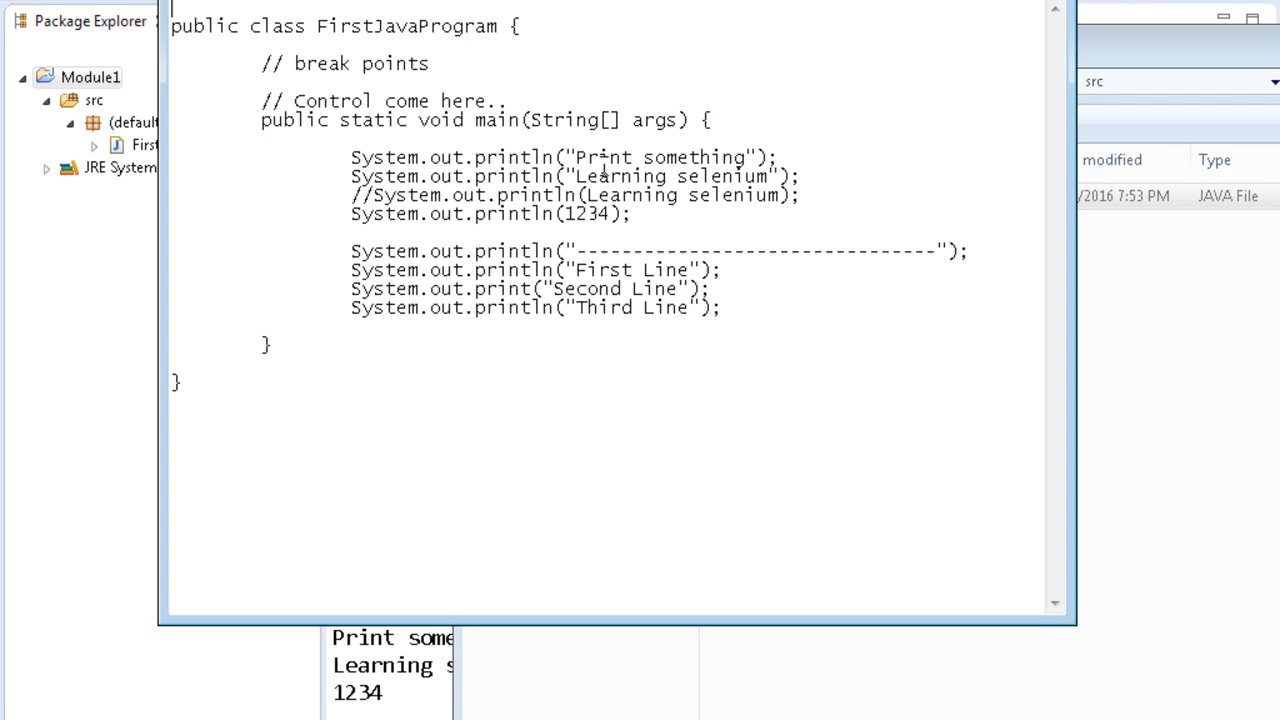 Package Explorer
Module1
src
(default
First
JRE System
public class FirstJavaProgram {
// break points
// Control come here..
public static void main(String[] args) {
System.out.println("Print something");
System.out.println("Learning selenium");
//System.out.println(Learning selenium);
System.out.println(1234);
System.out.println("--------------------------------");
System.out.println("First Line");
System.out.print("Second Line");
System.out.println("Third Line");
}
}
src
modified
Type
/2016 7:53 PM
JAVA File
Print some
Learning s
1234